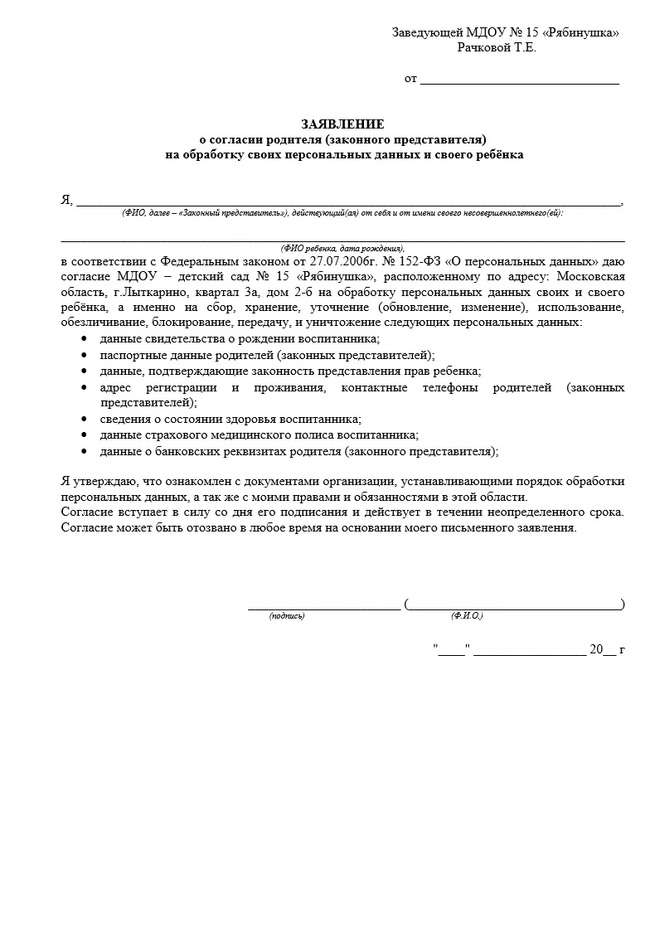 Заведующей МДОУ № 15 «Рябинушка»
Рачковой Т.Е.
от _______________________________
ЗАЯВЛЕНИЕ
о согласии родителя (законного представителя)
на обработку своих персональных данных и своего ребёнка
Я, ______________________________________________________________________________,
(ФИО, далее – «Законный представитель»), действующий(ая) от себя и от имени своего несовершеннолетнего(ей):
__________________________________________________________________________________
(ФИО ребенка, дата рождения),
в соответствии с Федеральным законом от 27.07.2006г. № 152-ФЗ «О персональных данных» даю
согласие МДОУ – детский сад № 15 «Рябинушка», расположенному по адресу: Московская
область, г.Лыткарино, квартал 3а, дом 2-б на обработку персональных данных своих и своего
ребёнка, а именно на сбор, хранение, уточнение (обновление, изменение), использование,
обезличивание, блокирование, передачу, и уничтожение следующих персональных данных:
• данные свидетельства о рождении воспитанника;
• паспортные данные родителей (законных представителей);
• данные, подтверждающие законность представления прав ребенка;
• адрес регистрации и проживания, контактные телефоны родителей (законных
представителей);
• сведения о состоянии здоровья воспитанника;
• данные страхового медицинского полиса воспитанника;
• данные о банковских реквизитах родителя (законного представителя);
Я утверждаю, что ознакомлен с документами организации, устанавливающими порядок обработки
персональных данных, а так же с моими правами и обязанностями в этой области.
Согласие вступает в силу со дня его подписания и действует в течении неопределенного срока.
Согласие может быть отозвано в любое время на основании моего письменного заявления.
________________________ (_________________________________)
(подпись) (Ф.И.О.)
"____" __________________ 20__ г